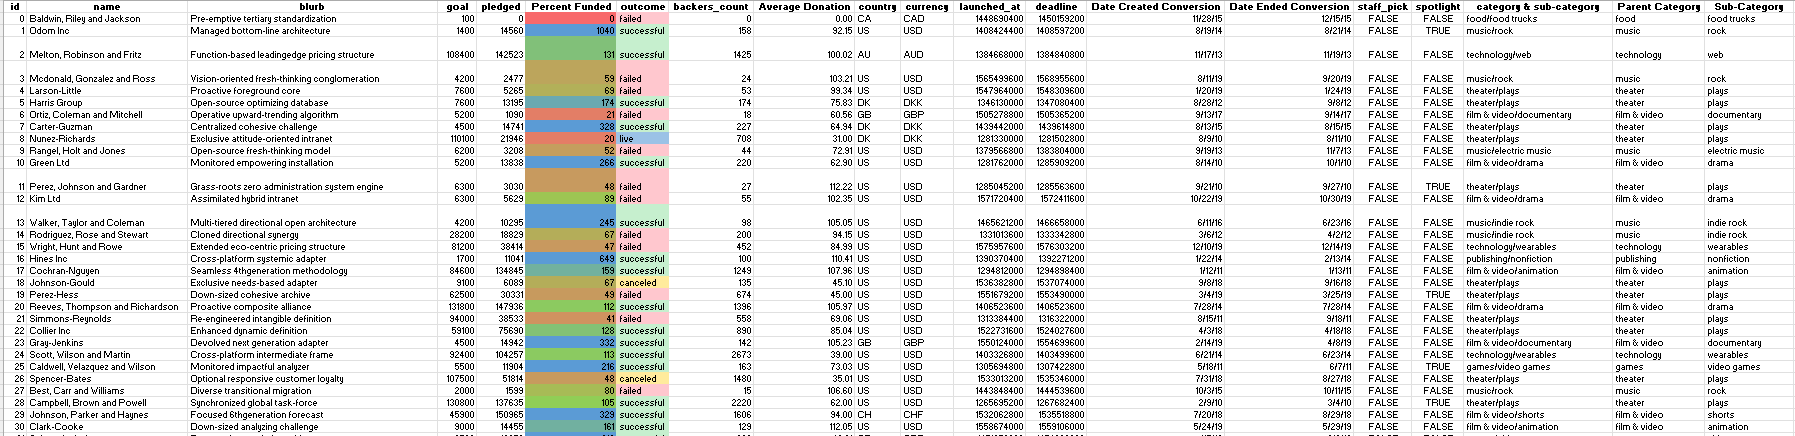 id name blurb goal pledged Percent Funded outcome backers_count Average Donation country currency launched_at deadline Date Created Conversion Date Ended Conversion staff_pick spotlight category & sub-category Parent Category Sub-Category
0 Baldwin, Riley and Jackson Pre-emptive tertiary standardization 100 0 0 failed 0 0.00 CA CAD 1448690400 1450159200 11/28/15 12/15/15 FALSE FALSE food/food trucks food food trucks
1 Odom Inc Managed bottom-line architecture 1400 14560 1040 successful 158 92.15 US USD 1408424400 1408597200 8/19/14 8/21/14 FALSE TRUE music/rock music rock
2 Melton, Robinson and Fritz Function-based leadingedge pricing structure 108400 142523 131 successful 1425 100.02 AU AUD 1384668000 1384840800 11/17/13 11/19/13 FALSE FALSE technology/web technology web
3 Mcdonald, Gonzalez and Ross Vision-oriented fresh-thinking conglomeration 4200 2477 59 failed 24 103.21 US USD 1565499600 1568955600 8/11/19 9/20/19 FALSE FALSE music/rock music rock
4 Larson-Little Proactive foreground core 7600 5265 69 failed 53 99.34 US USD 1547964000 1548309600 1/20/19 1/24/19 FALSE FALSE theater/plays theater plays
5 Harris Group Open-source optimizing database 7600 13195 174 successful 174 75.83 DK DKK 1346130000 1347080400 8/28/12 9/8/12 FALSE FALSE theater/plays theater plays
6 Ortiz, Coleman and Mitchell Operative upward-trending algorithm 5200 1090 21 failed 18 60.56 GB GBP 1505278800 1505365200 9/13/17 9/14/17 FALSE FALSE film & video/documentary film & video documentary
7 Carter-Guzman Centralized cohesive challenge 4500 14741 328 successful 227 64.94 DK DKK 1439442000 1439614800 8/13/15 8/15/15 FALSE FALSE theater/plays theater plays
8 Nunez-Richards Exclusive attitude-oriented intranet 110100 21946 20 live 708 31.00 DK DKK 1281330000 1281502800 8/9/10 8/11/10 FALSE FALSE theater/plays theater plays
9 Rangel, Holt and Jones Open-source fresh-thinking model 6200 3208 52 failed 44 72.91 US USD 1379566800 1383804000 9/19/13 11/7/13 FALSE FALSE music/electric music music electric music
10 Green Ltd Monitored empowering installation 5200 13838 266 successful 220 62.90 US USD 1281762000 1285909200 8/14/10 10/1/10 FALSE FALSE film & video/drama film & video drama
11 Perez, Johnson and Gardner Grass-roots zero administration system engine 6300 3030 48 failed 27 112.22 US USD 1285045200 1285563600 9/21/10 9/27/10 FALSE TRUE theater/plays theater plays
12 Kim Ltd Assimilated hybrid intranet 6300 5629 89 failed 55 102.35 US USD 1571720400 1572411600 10/22/19 10/30/19 FALSE FALSE film & video/drama film & video drama
13 Walker, Taylor and Coleman Multi-tiered directional open architecture 4200 10295 245 successful 98 105.05 US USD 1465621200 1466658000 6/11/16 6/23/16 FALSE FALSE music/indie rock music indie rock
14 Rodriguez, Rose and Stewart Cloned directional synergy 28200 18829 67 failed 200 94.15 US USD 1331013600 1333342800 3/6/12 4/2/12 FALSE FALSE music/indie rock music indie rock
15 Wright, Hunt and Rowe Extended eco-centric pricing structure 81200 38414 47 failed 452 84.99 US USD 1575957600 1576303200 12/10/19 12/14/19 FALSE FALSE technology/wearables technology wearables
16 Hines Inc Cross-platform systemic adapter 1700 11041 649 successful 100 110.41 US USD 1390370400 1392271200 1/22/14 2/13/14 FALSE FALSE publishing/nonfiction publishing nonfiction
17 Cochran-Nguyen Seamless 4thgeneration methodology 84600 134845 159 successful 1249 107.96 US USD 1294812000 1294898400 1/12/11 1/13/11 FALSE FALSE film & video/animation film & video animation
18 Johnson-Gould Exclusive needs-based adapter 9100 6089 67 canceled 135 45.10 US USD 1536382800 1537074000 9/8/18 9/16/18 FALSE FALSE theater/plays theater plays
19 Perez-Hess Down-sized cohesive archive 62500 30331 49 failed 674 45.00 US USD 1551679200 1553490000 3/4/19 3/25/19 FALSE TRUE theater/plays theater plays
20 Reeves, Thompson and Richardson Proactive composite alliance 131800 147936 112 successful 1396 105.97 US USD 1406523600 1406523600 7/28/14 7/28/14 FALSE FALSE film & video/drama film & video drama
21 Simmons-Reynolds Re-engineered intangible definition 94000 38533 41 failed 558 69.06 US USD 1313384400 1316322000 8/15/11 9/18/11 FALSE FALSE theater/plays theater plays
22 Collier Inc Enhanced dynamic definition 59100 75690 128 successful 890 85.04 US USD 1522731600 1524027600 4/3/18 4/18/18 FALSE FALSE theater/plays theater plays
23 Gray-Jenkins Devolved next generation adapter 4500 14942 332 successful 142 105.23 GB GBP 1550124000 1554699600 2/14/19 4/8/19 FALSE FALSE film & video/documentary film & video documentary
24 Scott, Wilson and Martin Cross-platform intermediate frame 92400 104257 113 successful 2673 39.00 US USD 1403326800 1403499600 6/21/14 6/23/14 FALSE FALSE technology/wearables technology wearables
25 Caldwell, Velazquez and Wilson Monitored impactful analyzer 5500 11904 216 successful 163 73.03 US USD 1305694800 1307422800 5/18/11 6/7/11 FALSE TRUE games/video games games video games
26 Spencer-Bates Optional responsive customer loyalty 107500 51814 48 canceled 1480 35.01 US USD 1533013200 1535346000 7/31/18 8/27/18 FALSE FALSE theater/plays theater plays
27 Best, Carr and Williams Diverse transitional migration 2000 1599 80 failed 15 106.60 US USD 1443848400 1444539600 10/3/15 10/11/15 FALSE FALSE music/rock music rock
28 Campbell, Brown and Powell Synchronized global task-force 130800 137635 105 successful 2220 62.00 US USD 1265695200 1267682400 2/9/10 3/4/10 FALSE TRUE theater/plays theater plays
29 Johnson, Parker and Haynes Focused 6thgeneration forecast 45900 150965 329 successful 1606 94.00 CH CHF 1532062800 1535518800 7/20/18 8/29/18 FALSE FALSE film & video/shorts film & video shorts
30 Clark-Cooke Down-sized analyzing challenge 9000 14455 161 successful 129 112.05 US USD 1558674000 1559106000 5/24/19 5/29/19 FALSE FALSE film & video/animation film & video animation